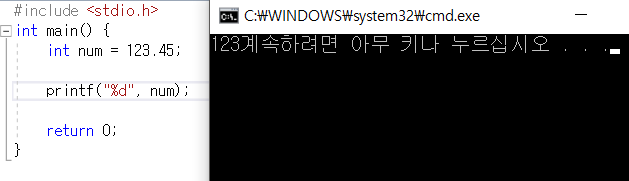 #include <stdio.h>
int main() {
    int num = 123.45;
    printf("%d", num);
    return 0;
}
C:₩WINDOWS₩system32₩cmd.exe
123계속하려면 아무 키나 누르십시오 . . .